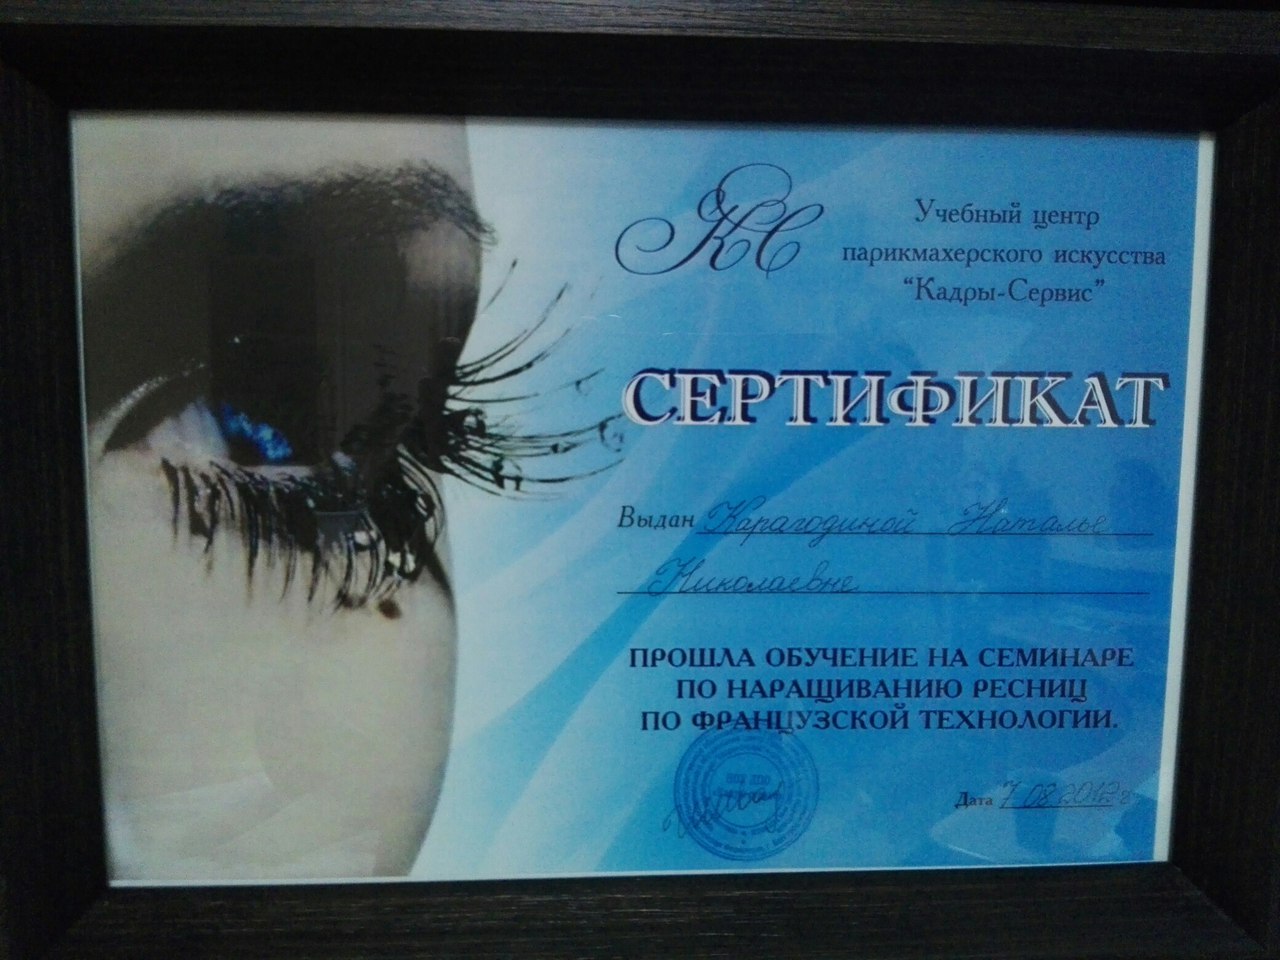 КС
Учебный центр
парикмахерского искусства
“Кадры-Сервис”
СЕРТИФИКАТ
Выдан Карагодиной Наталье
Николаевне
ПРОШЛА ОБУЧЕНИЕ НА СЕМИНАРЕ
ПО НАРАЩИВАНИЮ РЕСНИЦ
ПО ФРАНЦУЗСКОЙ ТЕХНОЛОГИИ.
Дата 7.08.2012г